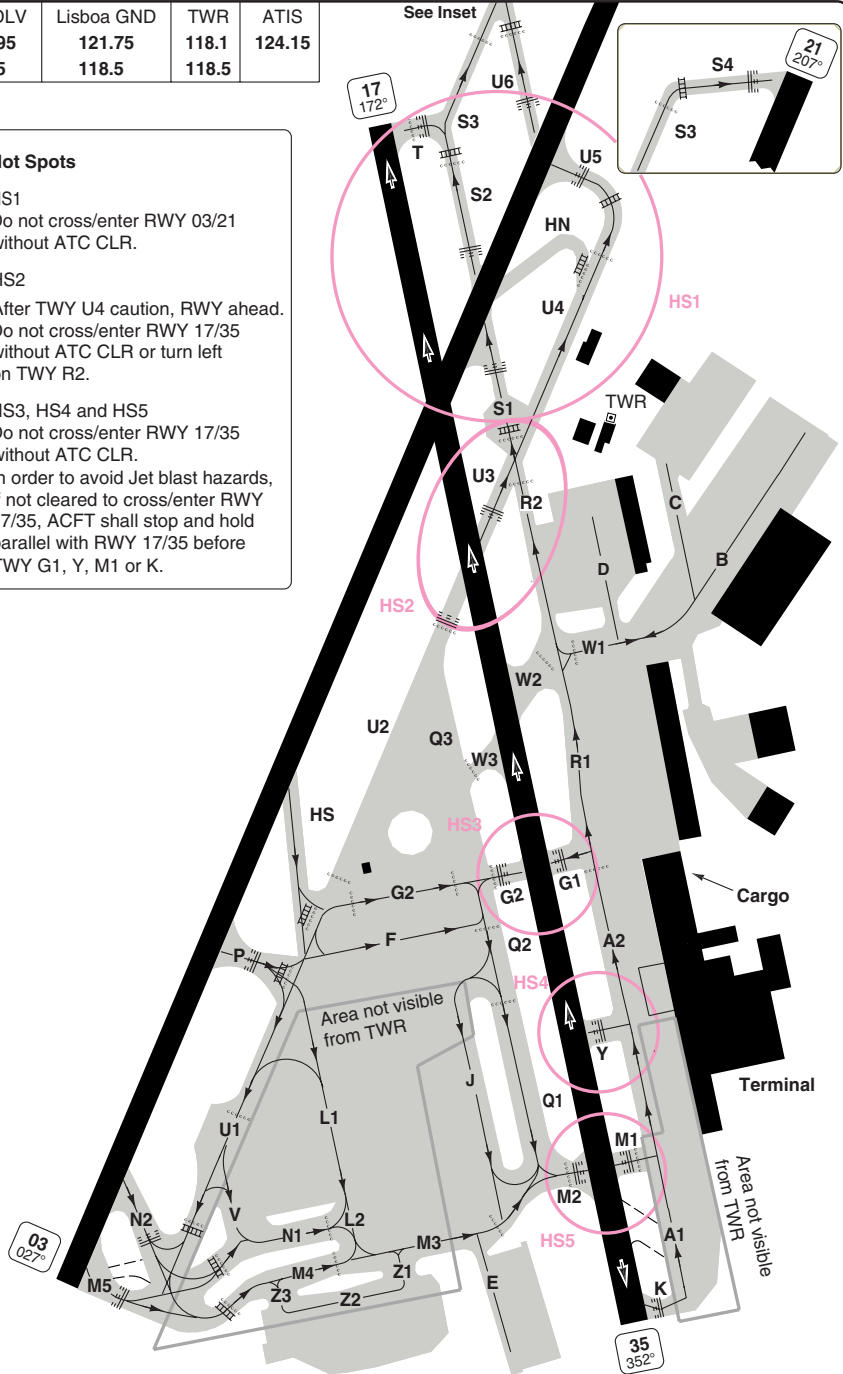 DLV Lisboa GND TWR ATIS
95 121.75 118.1 124.15
5 118.5 118.5
See Inset
21
207°
S4
S3
17
172°
U6
S3
T
U5
S2
HN
U4
HS1
ot Spots
HS1
Do not cross/enter RWY 03/21
without ATC CLR.
HS2
After TWY U4 caution, RWY ahead.
Do not cross/enter RWY 17/35
without ATC CLR or turn left
on TWY R2.
HS3, HS4 and HS5
Do not cross/enter RWY 17/35
without ATC CLR.
n order to avoid Jet blast hazards,
f not cleared to cross/enter RWY
17/35, ACFT shall stop and hold
parallel with RWY 17/35 before
TWY G1, Y, M1 or K.
S1
TWR
U3
R2
C
B
D
HS2
W1
W2
U2
Q3
W3
R1
HS
HS3
G2
G2
G1
Cargo
F
Q2
A2
P
HS4
Area not visible
from TWR
Y
J
Terminal
Q1
L1
U1
M1
M2
Area not visible
from TWR
N2
V
L2
N1
M3
HS5
A1
03
027°
M5
M4
Z3
Z2
Z1
E
K
35
352°